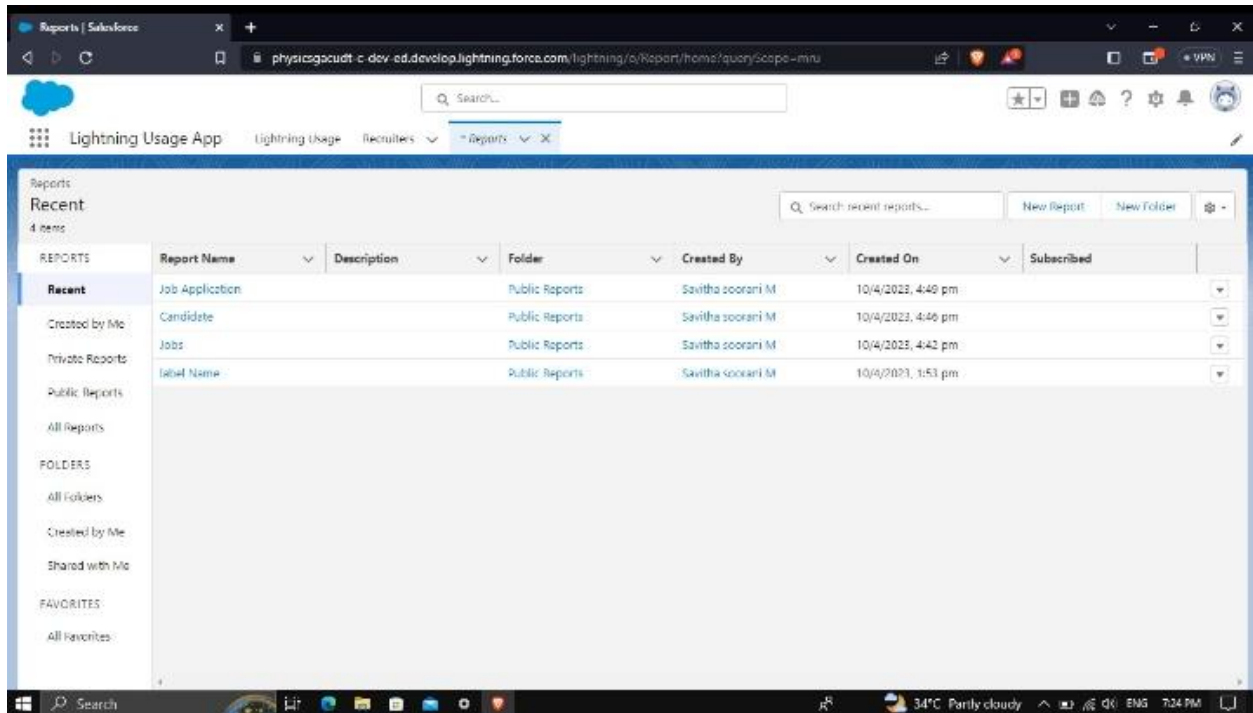 Reports | Salesforce
physicsgacudt-c-dev-ed.develop.lightning.force.com/lightning/o/Report/home?queryScope=mru
VPN
Search...
Lightning Usage App Lightning Usage Recruiters * Reports
Reports
Recent
4 items
Search recent reports...
New Report New Folder
REPORTS Report Name Description Folder Created By Created On Subscribed
Recent Job Application Public Reports Savitha soorani M 10/4/2023, 4:49 pm
Created by Me Candidate Public Reports Savitha soorani M 10/4/2023, 4:46 pm
Private Reports Jobs Public Reports Savitha soorani M 10/4/2023, 4:42 pm
Public Reports label Name Public Reports Savitha soorani M 10/4/2023, 1:53 pm
All Reports
FOLDERS
All Folders
Created by Me
Shared with Me
FAVORITES
All Favorites
Search 34°C Partly cloudy ENG 7:24 PM